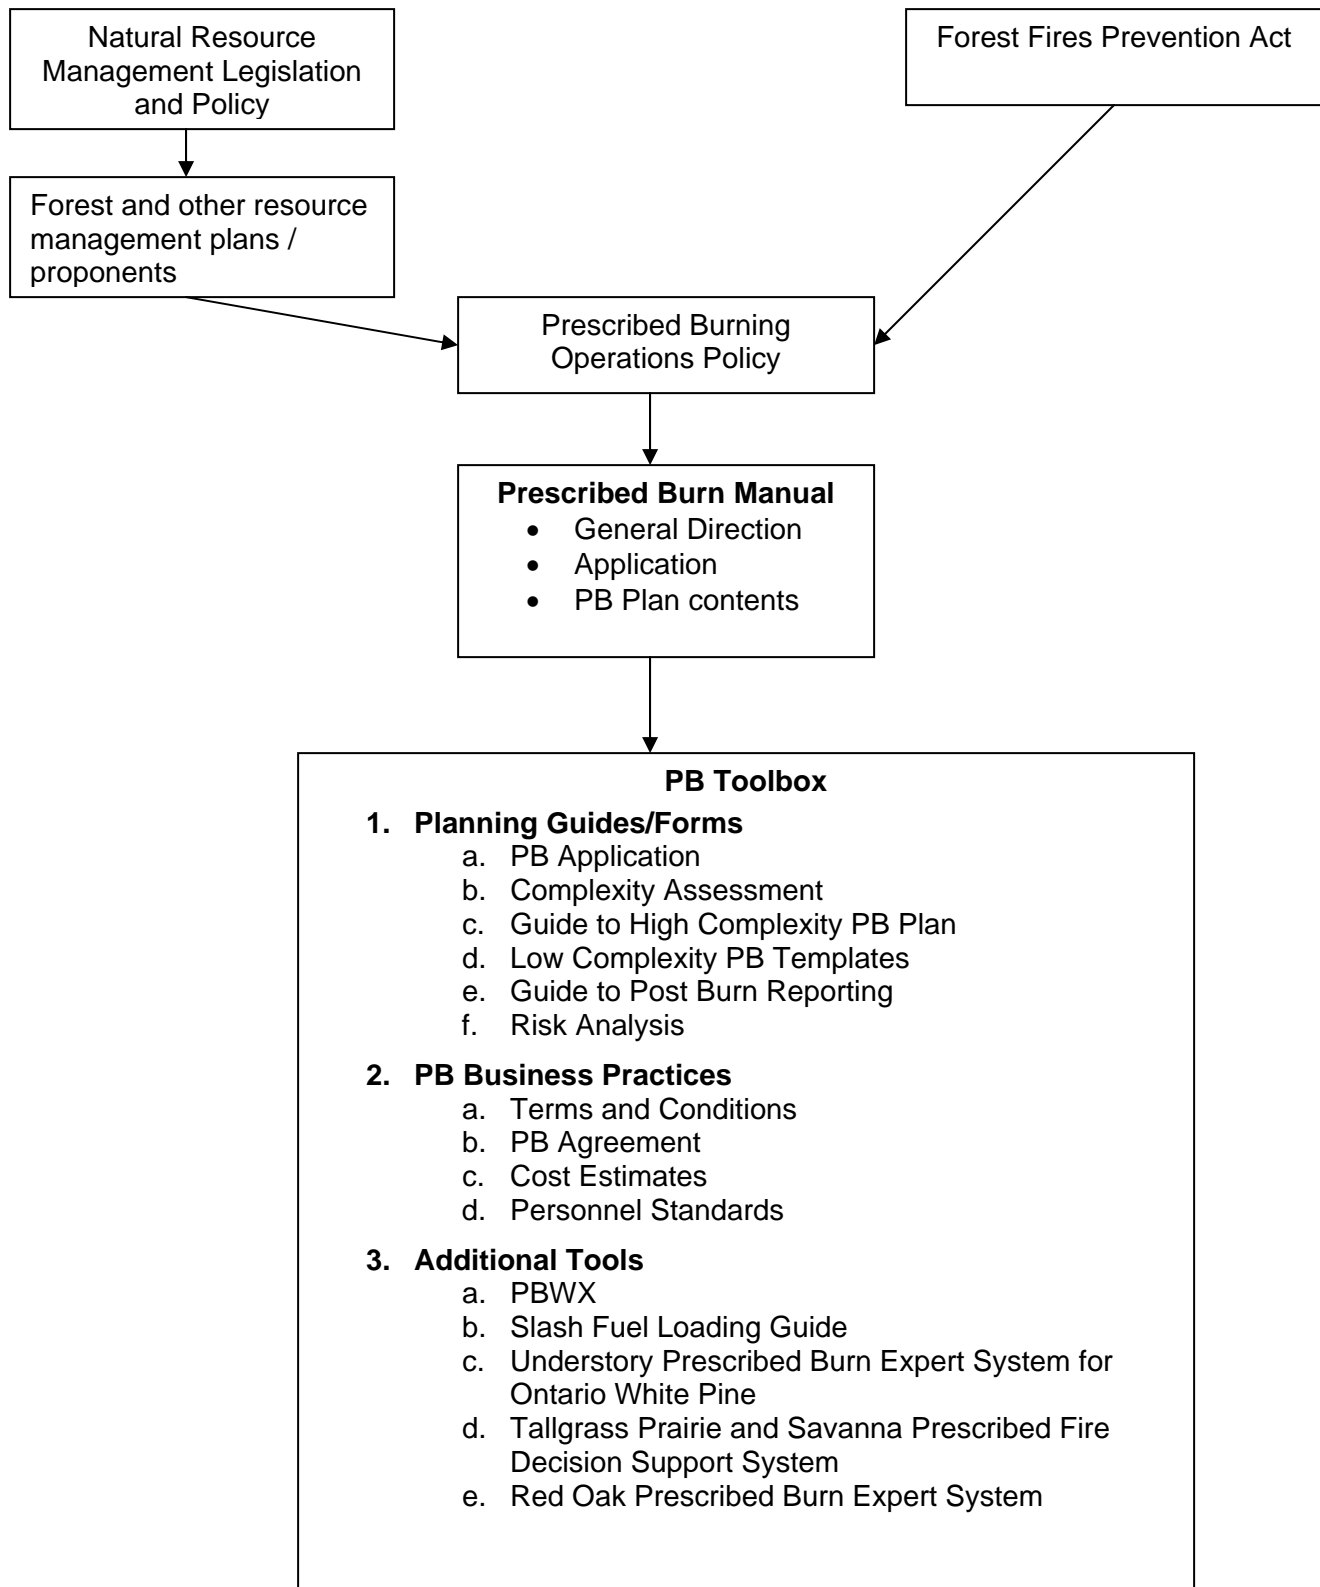 Natural Resource
Management Legislation
and Policy
Forest Fires Prevention Act
Forest and other resource
management plans /
proponents
Prescribed Burning
Operations Policy
Prescribed Burn Manual
• General Direction
• Application
• PB Plan contents
PB Toolbox
1. Planning Guides/Forms
a. PB Application
b. Complexity Assessment
c. Guide to High Complexity PB Plan
d. Low Complexity PB Templates
e. Guide to Post Burn Reporting
f. Risk Analysis
2. PB Business Practices
a. Terms and Conditions
b. PB Agreement
c. Cost Estimates
d. Personnel Standards
3. Additional Tools
a. PBWX
b. Slash Fuel Loading Guide
c. Understory Prescribed Burn Expert System for
Ontario White Pine
d. Tallgrass Prairie and Savanna Prescribed Fire
Decision Support System
e. Red Oak Prescribed Burn Expert System